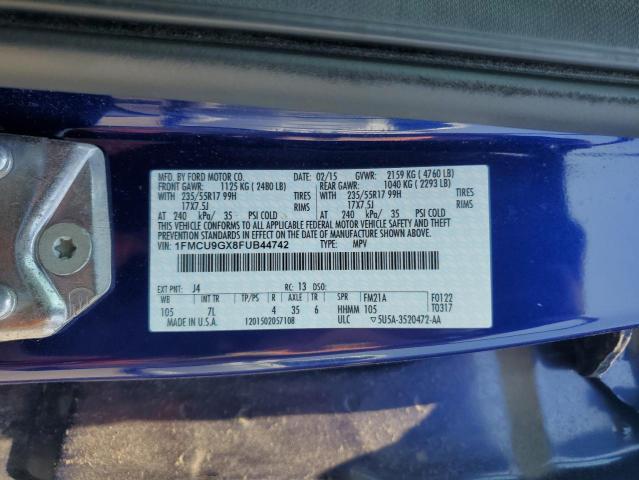 MFD. BY FORD MOTOR CO. 02/15 GVWR: 2159 KG ( 4760 LB)
FRONT GAWR: 1125 KG ( 2480 LB) REAR GAWR: 1040 KG ( 2293 LB)
WITH 235/55R17 99H TIRES WITH 235/55R17 99H TIRES
17X7.5J RIMS 17X7.5J RIMS
AT 240 kPa/ 35 PSI COLD AT 240 kPa/ 35 PSI COLD
THIS VEHICLE CONFORMS TO ALL APPLICABLE FEDERAL MOTOR VEHICLE
SAFETY AND THEFT PREVENTION STANDARDS IN EFFECT ON THE DATE OF
MANUFACTURE SHOWN ABOVE.
VIN: 1FMCU9GX8FUB44742 TYPE: MPV
EXT PNT: J4 RC: 13 DSO:
WB INT TR TP/PS R AXLE TR SPR FM21A F0122
105 7L 4 35 6 HHMM 105 T0317
MADE IN U.S.A. 1201502057108 ULC 5U5A-3520472-AA